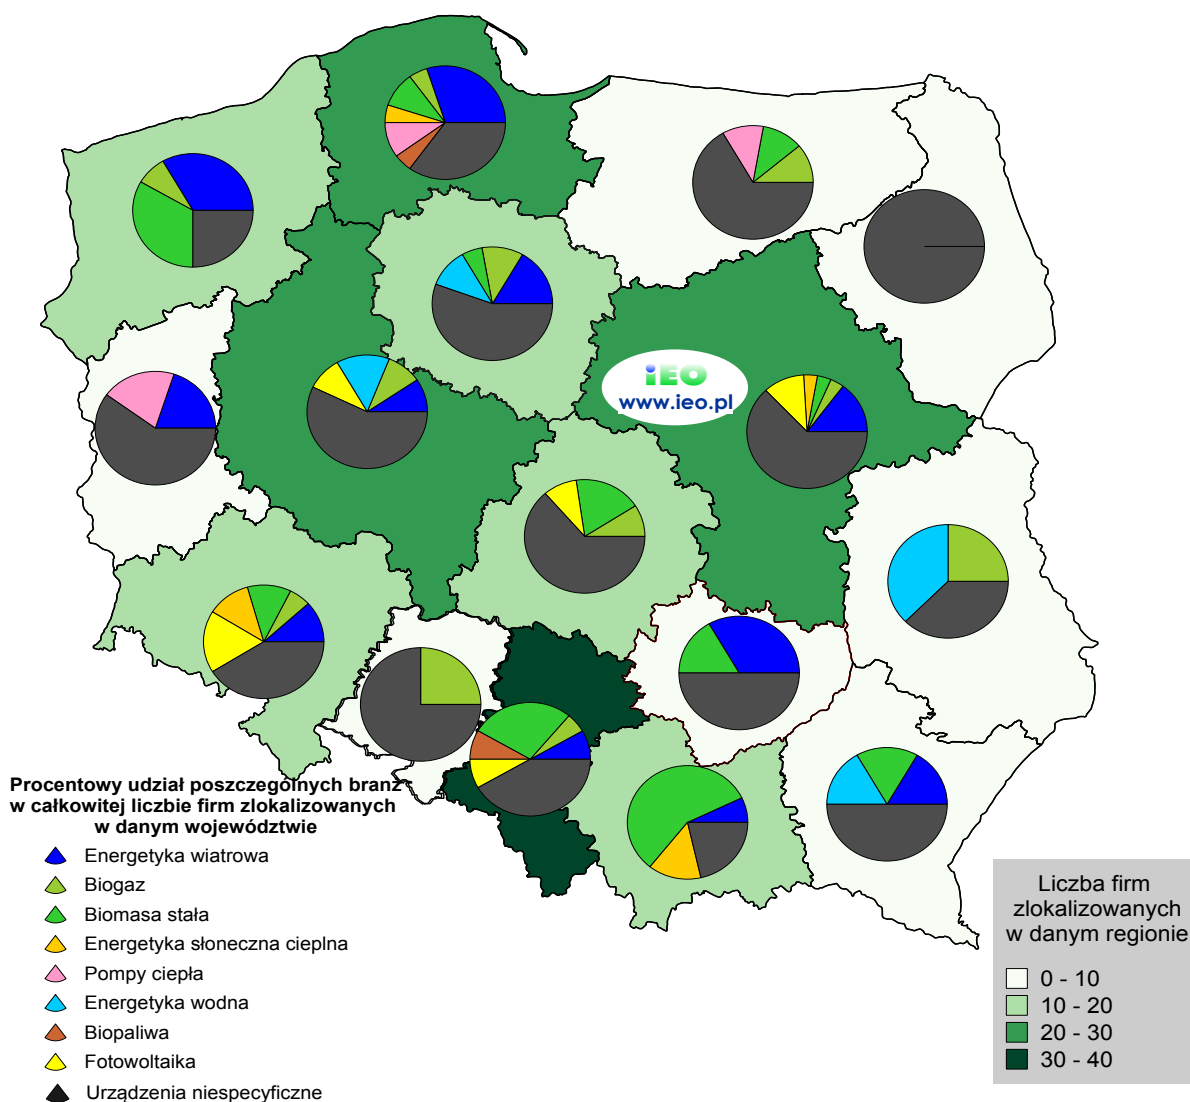 iEO
www.ieo.pl
Procentowy udział poszczególnych branż
w całkowitej liczbie firm zlokalizowanych
w danym województwie
Energetyka wiatrowa
Biogaz
Biomasa stała
Energetyka słoneczna cieplna
Pompy ciepła
Energetyka wodna
Biopaliwa
Fotowoltaika
Urządzenia niespecyficzne
Liczba firm
zlokalizowanych
w danym regionie
0 - 10
10 - 20
20 - 30
30 - 40